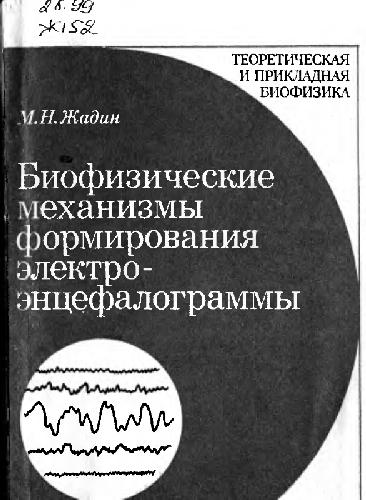 28.99
Ж152
ТЕОРЕТИЧЕСКАЯ
И ПРИКЛАДНАЯ
БИОФИЗИКА
М.Н.Жадин
Биофизические
механизмы
формирования
электро-
энцефалограммы